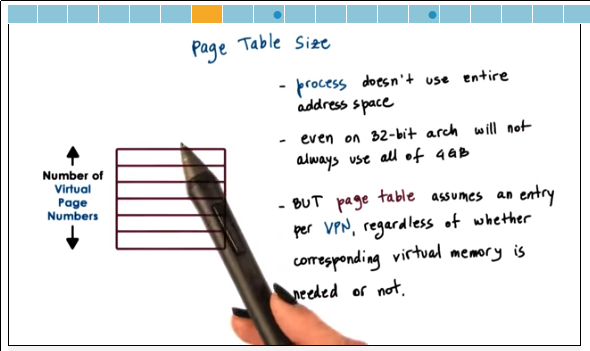 Page Table Size
- process doesn't use entire
address space
- even on 32-bit arch will not
always use all of 4GB
- BUT page table assumes an entry
per VPN, regardless of whether
corresponding virtual memory is
needed or not.
Number of
Virtual
Page
Numbers